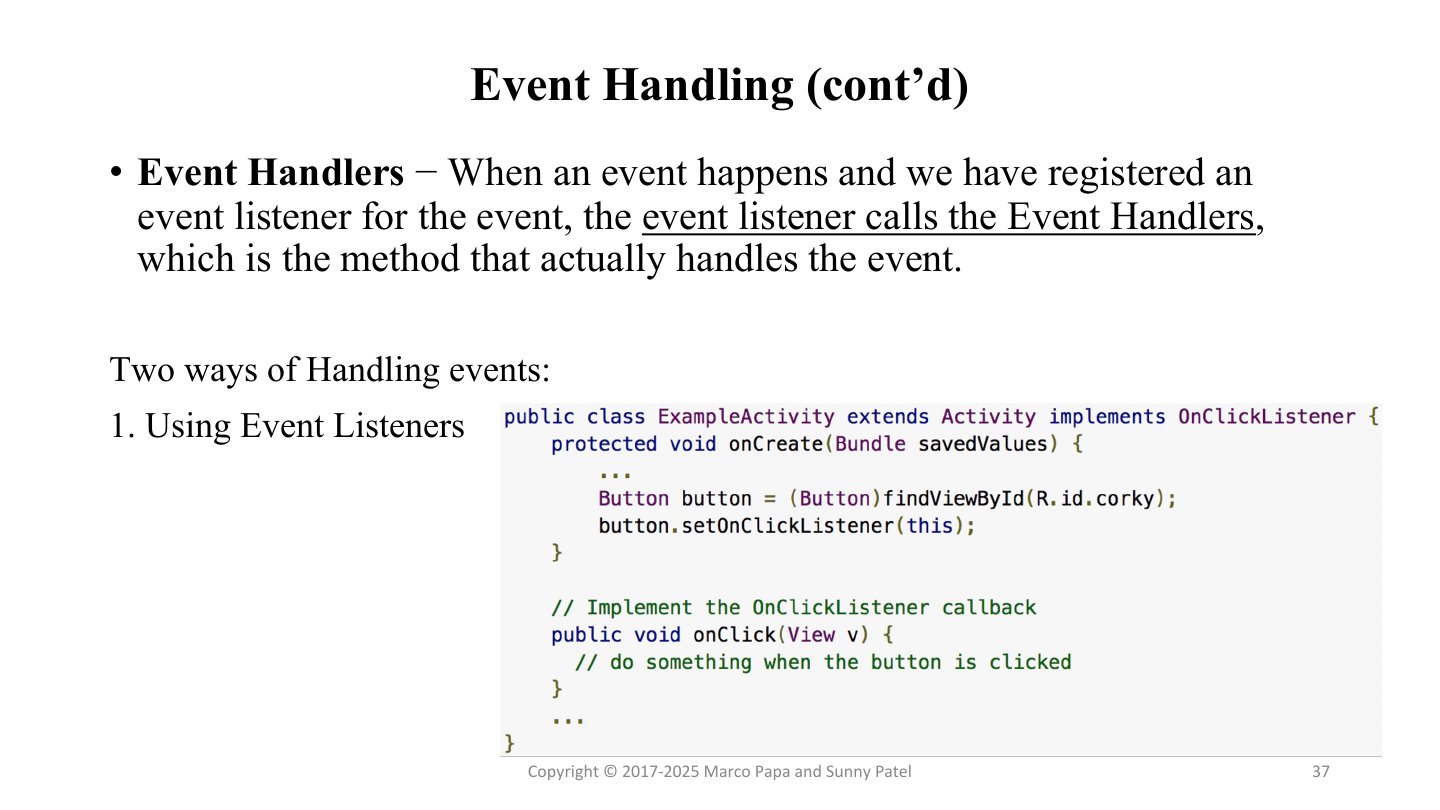 Event Handling (cont’d)
• Event Handlers − When an event happens and we have registered an
event listener for the event, the event listener calls the Event Handlers,
which is the method that actually handles the event.
Two ways of Handling events:
1. Using Event Listeners
public class ExampleActivity extends Activity implements OnClickListener {
    protected void onCreate(Bundle savedValues) {
        ...
        Button button = (Button)findViewById(R.id.corky);
        button.setOnClickListener(this);
    }
    // Implement the OnClickListener callback
    public void onClick(View v) {
      // do something when the button is clicked
    }
    ...
}
Copyright © 2017-2025 Marco Papa and Sunny Patel
37